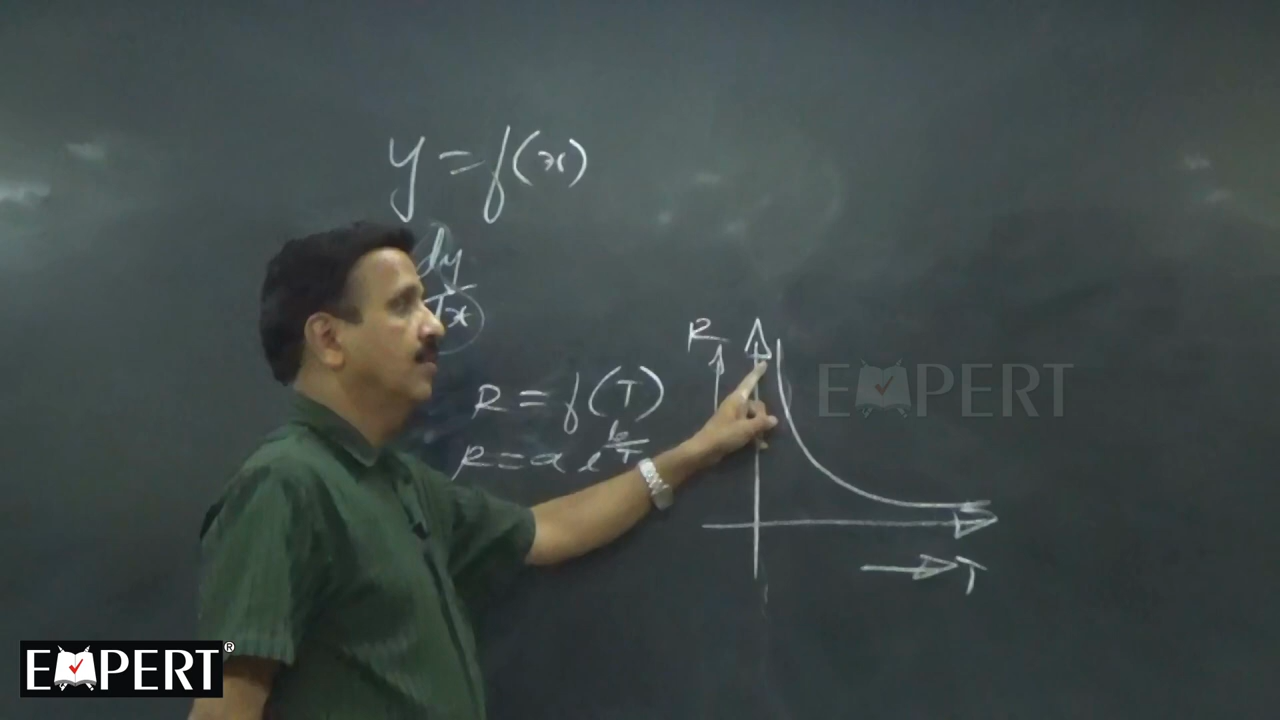 y = f(x)
dy
dx
R = f(T)
R = a e^(b/T)
R
T
EXPERT
EXPERT®